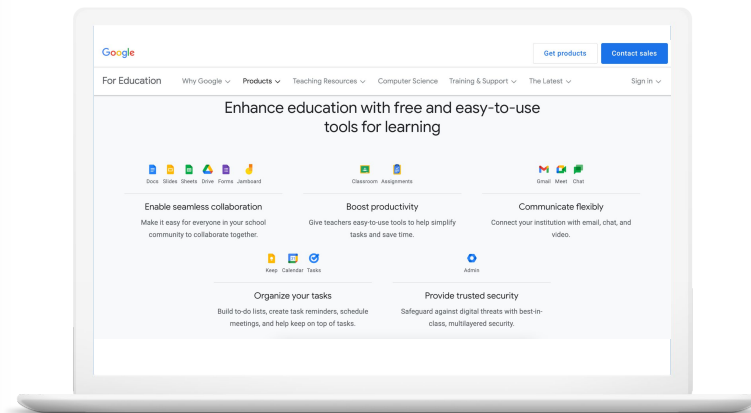 Google
Get products
Contact sales
For Education
Why Google
Products
Teaching Resources
Computer Science
Training & Support
The Latest
Sign in
Enhance education with free and easy-to-use
tools for learning
Docs Slides Sheets Drive Forms Jamboard
Enable seamless collaboration
Make it easy for everyone in your school
community to collaborate together.
Classroom Assignments
Boost productivity
Give teachers easy-to-use tools to help simplify
tasks and save time.
Gmail Meet Chat
Communicate flexibly
Connect your institution with email, chat, and
video.
Keep Calendar Tasks
Organize your tasks
Build to-do lists, create task reminders, schedule
meetings, and help keep on top of tasks.
Admin
Provide trusted security
Safeguard against digital threats with best-in-
class, multilayered security.